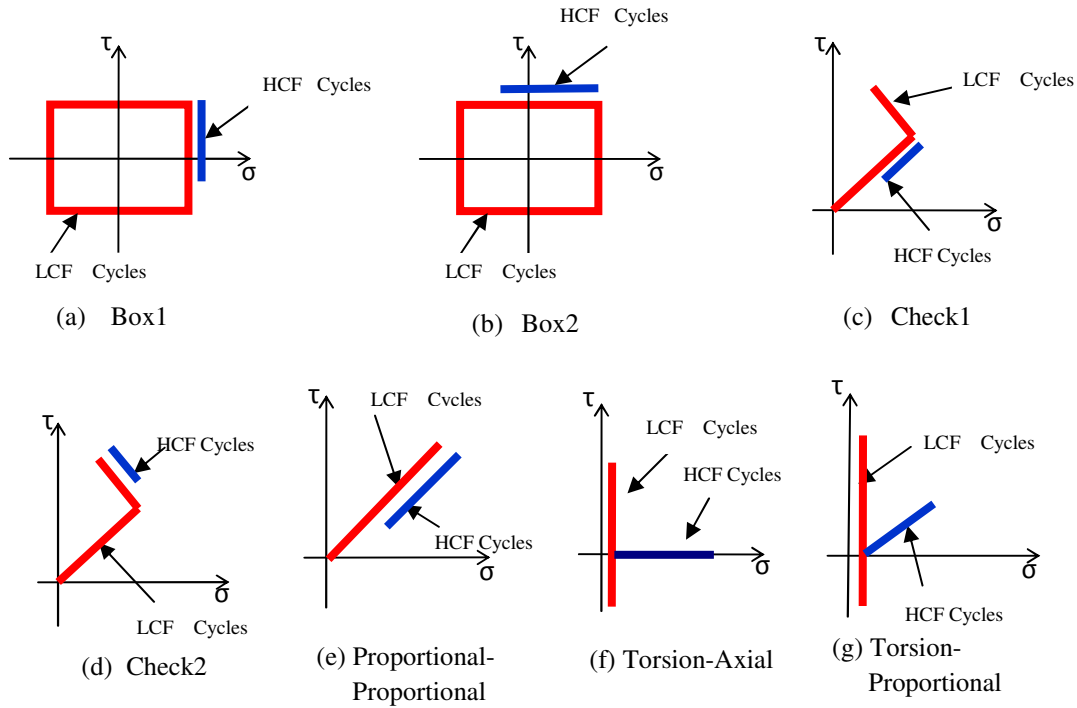 τ
HCF Cycles
σ
LCF Cycles
(a) Box1
τ
HCF Cycles
σ
LCF Cycles
(b) Box2
τ
LCF Cycles
σ
HCF Cycles
(c) Check1
τ
HCF Cycles
σ
LCF Cycles
(d) Check2
τ
LCF Cvcles
HCF Cycles
σ
(e) Proportional-
Proportional
τ
LCF Cycles
HCF Cycles
σ
(f) Torsion-Axial
τ
LCF Cycles
σ
HCF Cycles
(g) Torsion-
Proportional